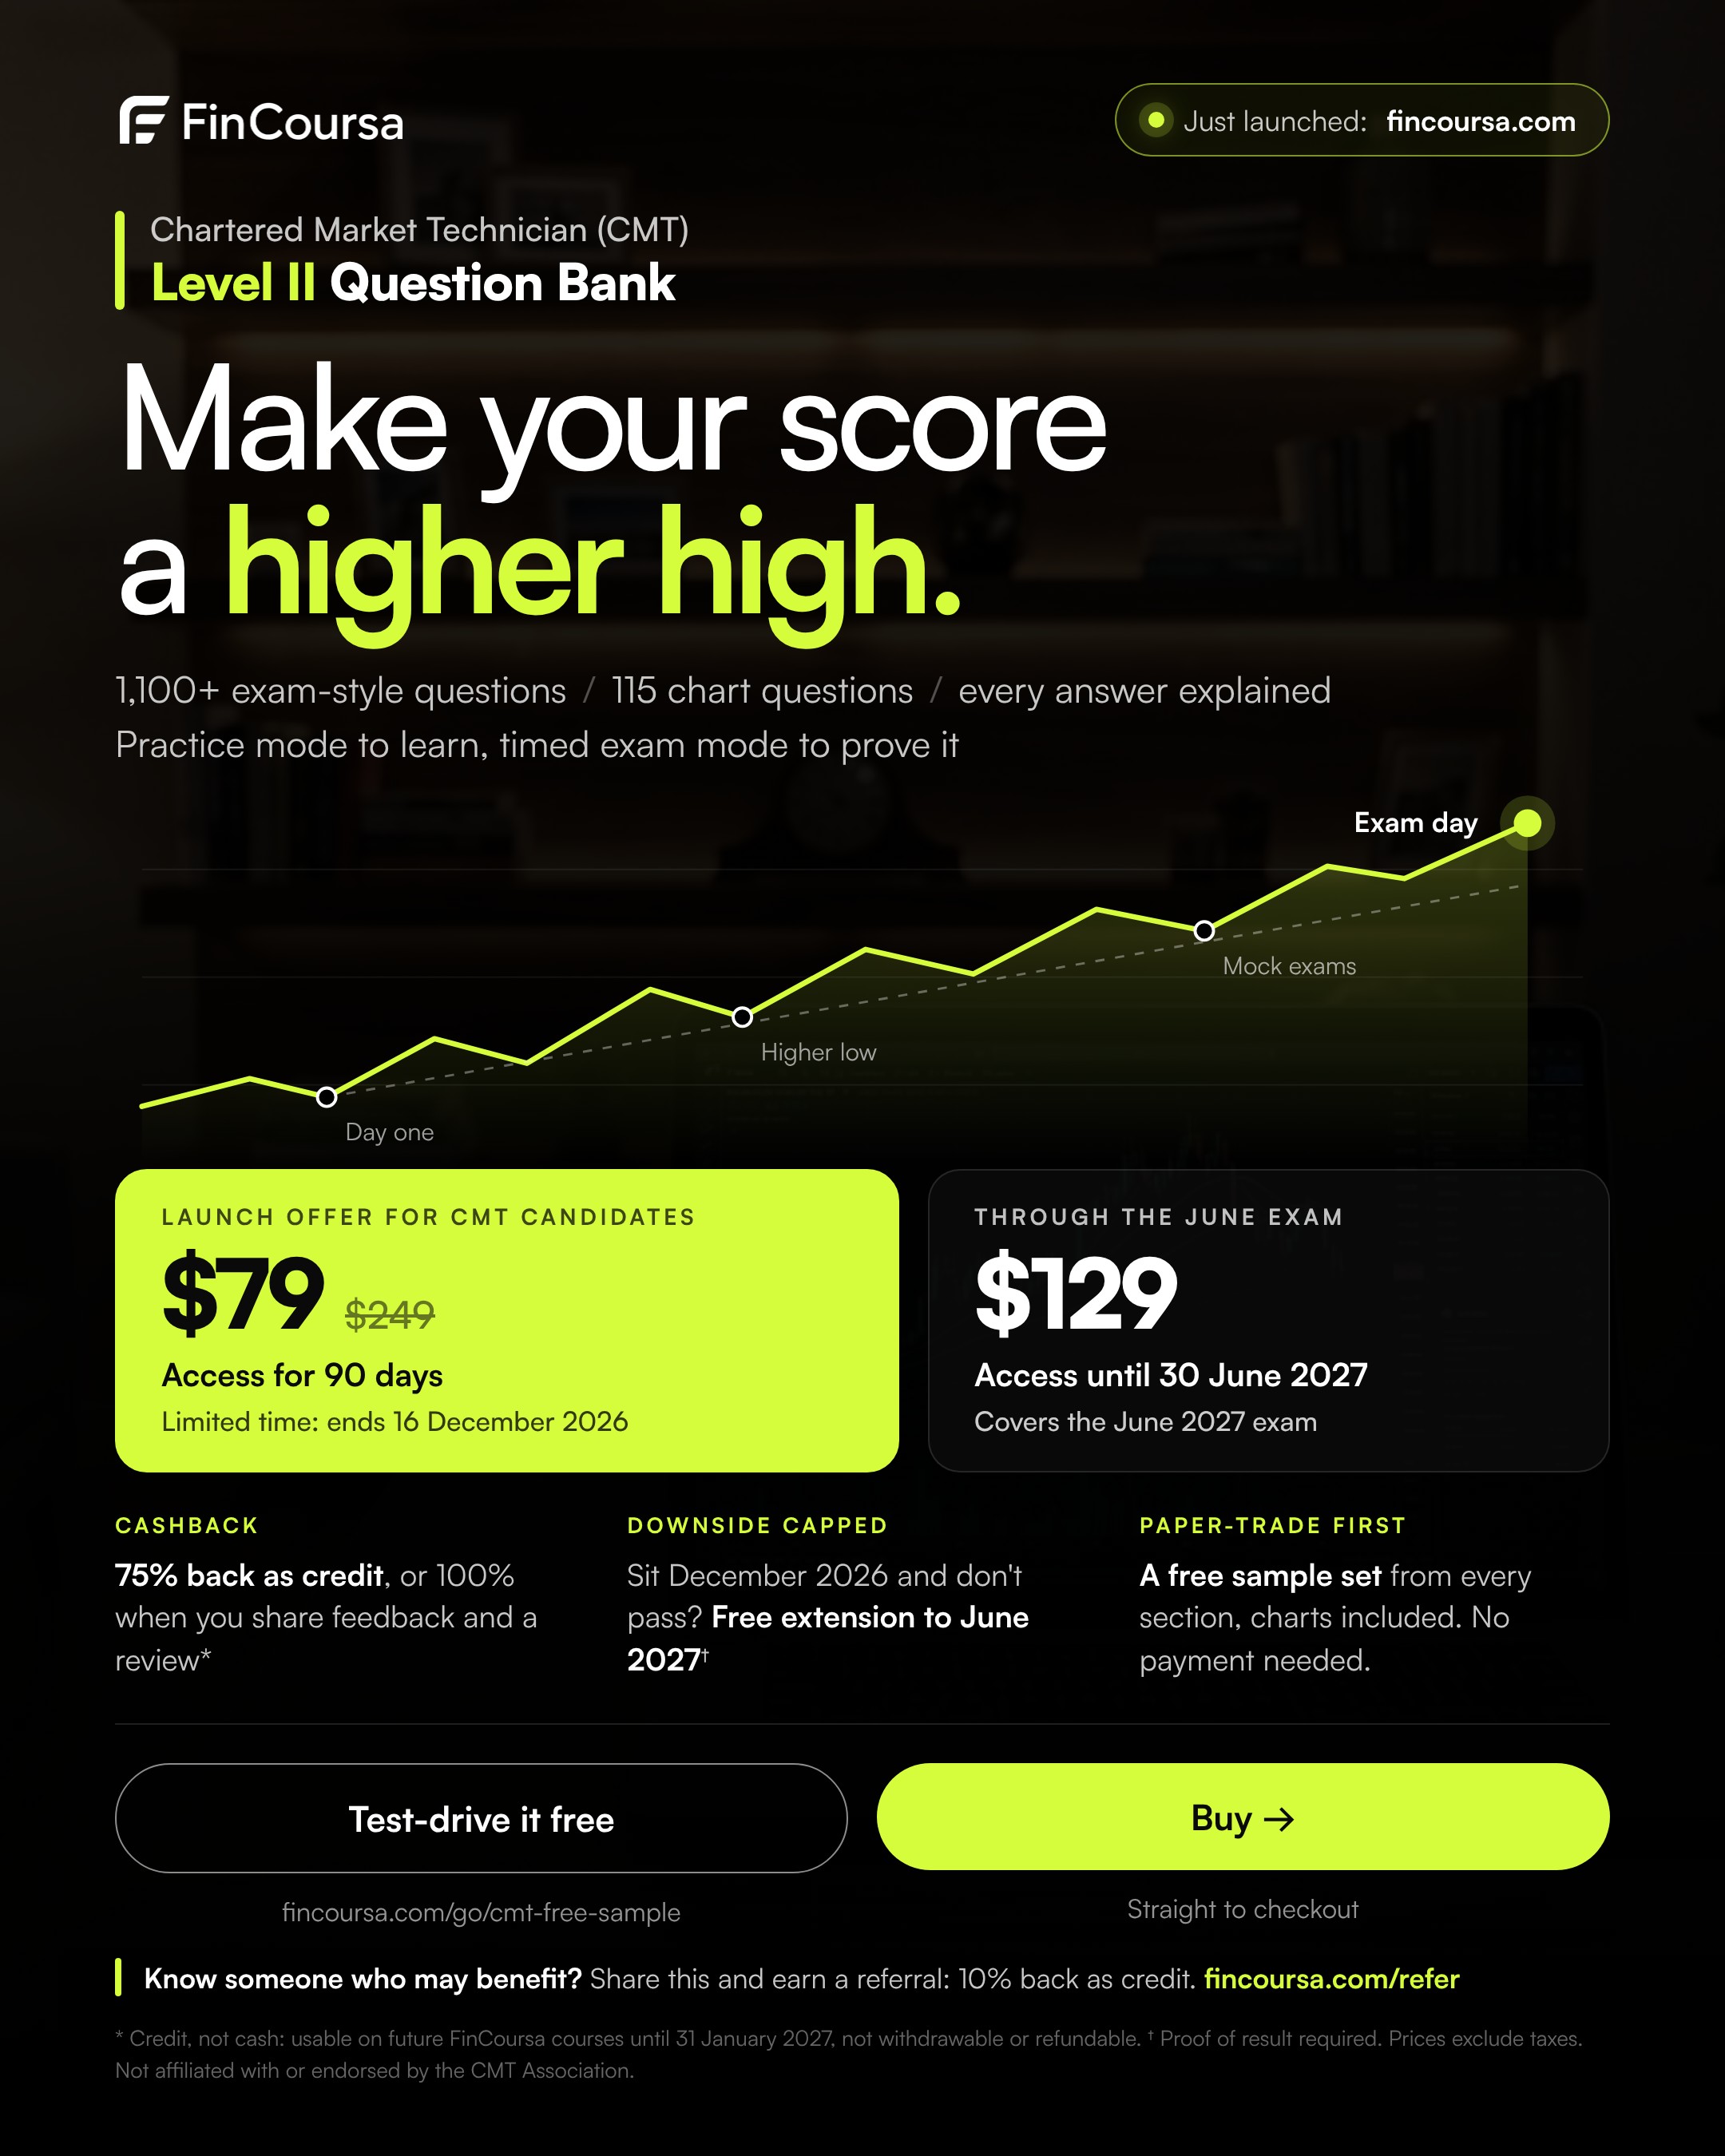 FinCoursa
Just launched: fincoursa.com
Chartered Market Technician (CMT)
Level II Question Bank
Make your score
a higher high.
1,100+ exam-style questions / 115 chart questions / every answer explained
Practice mode to learn, timed exam mode to prove it
Exam day
Mock exams
Higher low
Day one
LAUNCH OFFER FOR CMT CANDIDATES
$79 $249
Access for 90 days
Limited time: ends 16 December 2026
THROUGH THE JUNE EXAM
$129
Access until 30 June 2027
Covers the June 2027 exam
CASHBACK
75% back as credit, or 100%
when you share feedback and a
review*
DOWNSIDE CAPPED
Sit December 2026 and don't
pass? Free extension to June
2027†
PAPER-TRADE FIRST
A free sample set from every
section, charts included. No
payment needed.
Test-drive it free
fincoursa.com/go/cmt-free-sample
Buy →
Straight to checkout
Know someone who may benefit? Share this and earn a referral: 10% back as credit. fincoursa.com/refer
* Credit, not cash: usable on future FinCoursa courses until 31 January 2027, not withdrawable or refundable. † Proof of result required. Prices exclude taxes.
Not affiliated with or endorsed by the CMT Association.